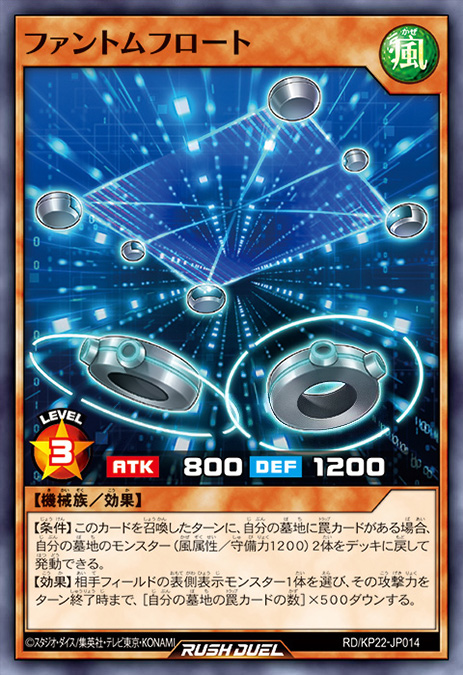 ファントムフロート
かぜ
風
LEVEL
3
ATK 800 DEF 1200
【機械族／効果】
【条件】このカードを召喚したターンに、自分の墓地に罠カードがある場合、
自分の墓地のモンスター（風属性／守備力1200）2体をデッキに戻して
発動できる。
【効果】相手フィールドの表側表示モンスター1体を選び、その攻撃力を
ターン終了時まで、［自分の墓地の罠カードの数］×500ダウンする。
©スタジオ・ダイス/集英社・テレビ東京・KONAMI
RUSH DUEL
RD/KP22-JP014